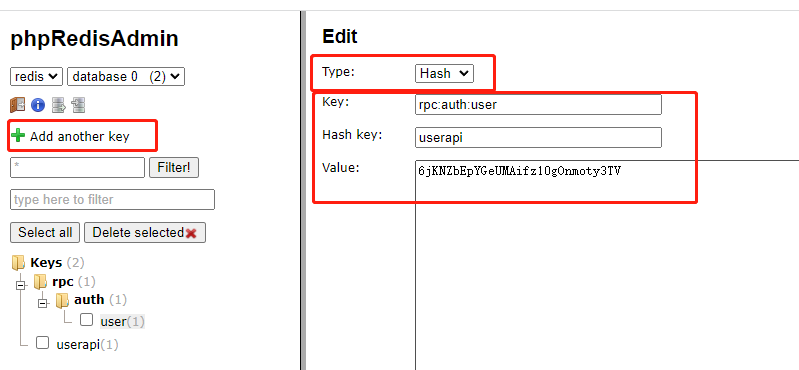 phpRedisAdmin
redis database 0 (2)
Add another key
* Filter!
type here to filter
Select all Delete selected
Keys (2)
rpc (1)
auth (1)
user(1)
userapi(1)
Edit
Type: Hash
Key: rpc:auth:user
Hash key: userapi
Value: 6jKNZbEpYGeUMAifz10gOnmoty3TV